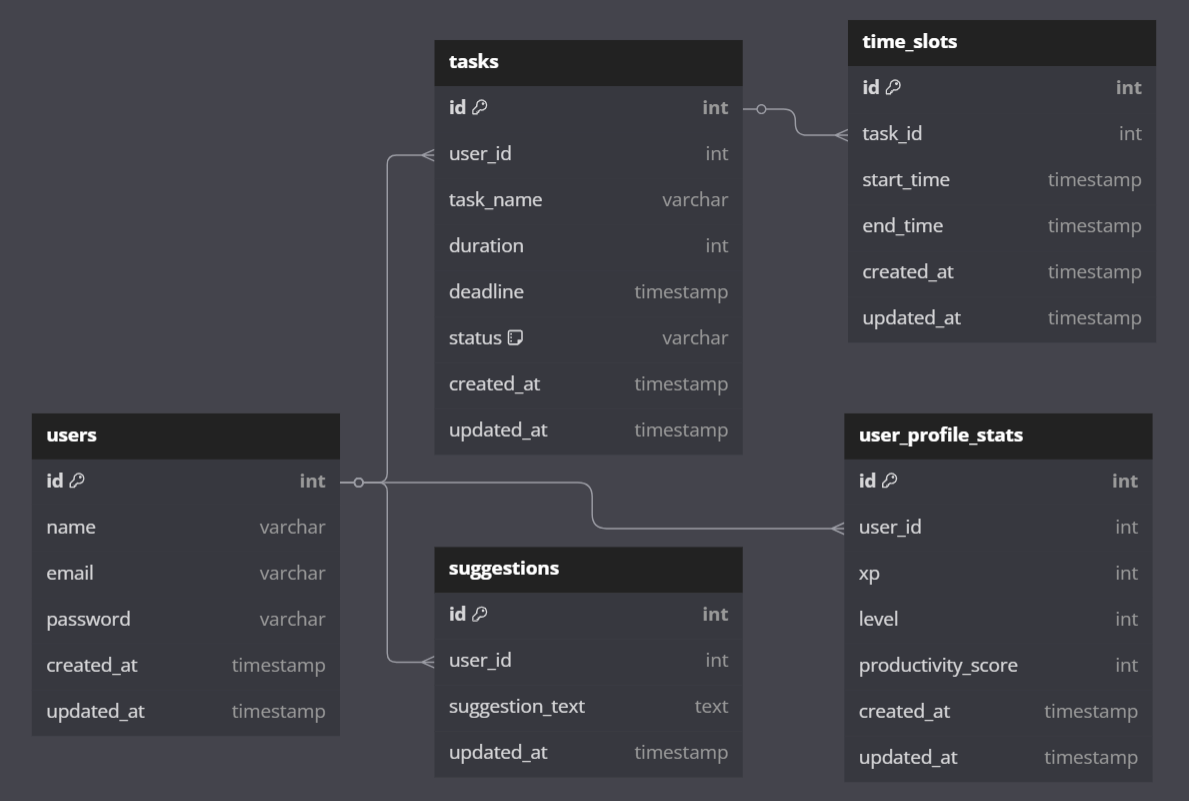 tasks
id int
user_id int
task_name varchar
duration int
deadline timestamp
status varchar
created_at timestamp
updated_at timestamp
time_slots
id int
task_id int
start_time timestamp
end_time timestamp
created_at timestamp
updated_at timestamp
users
id int
name varchar
email varchar
password varchar
created_at timestamp
updated_at timestamp
suggestions
id int
user_id int
suggestion_text text
updated_at timestamp
user_profile_stats
id int
user_id int
xp int
level int
productivity_score int
created_at timestamp
updated_at timestamp